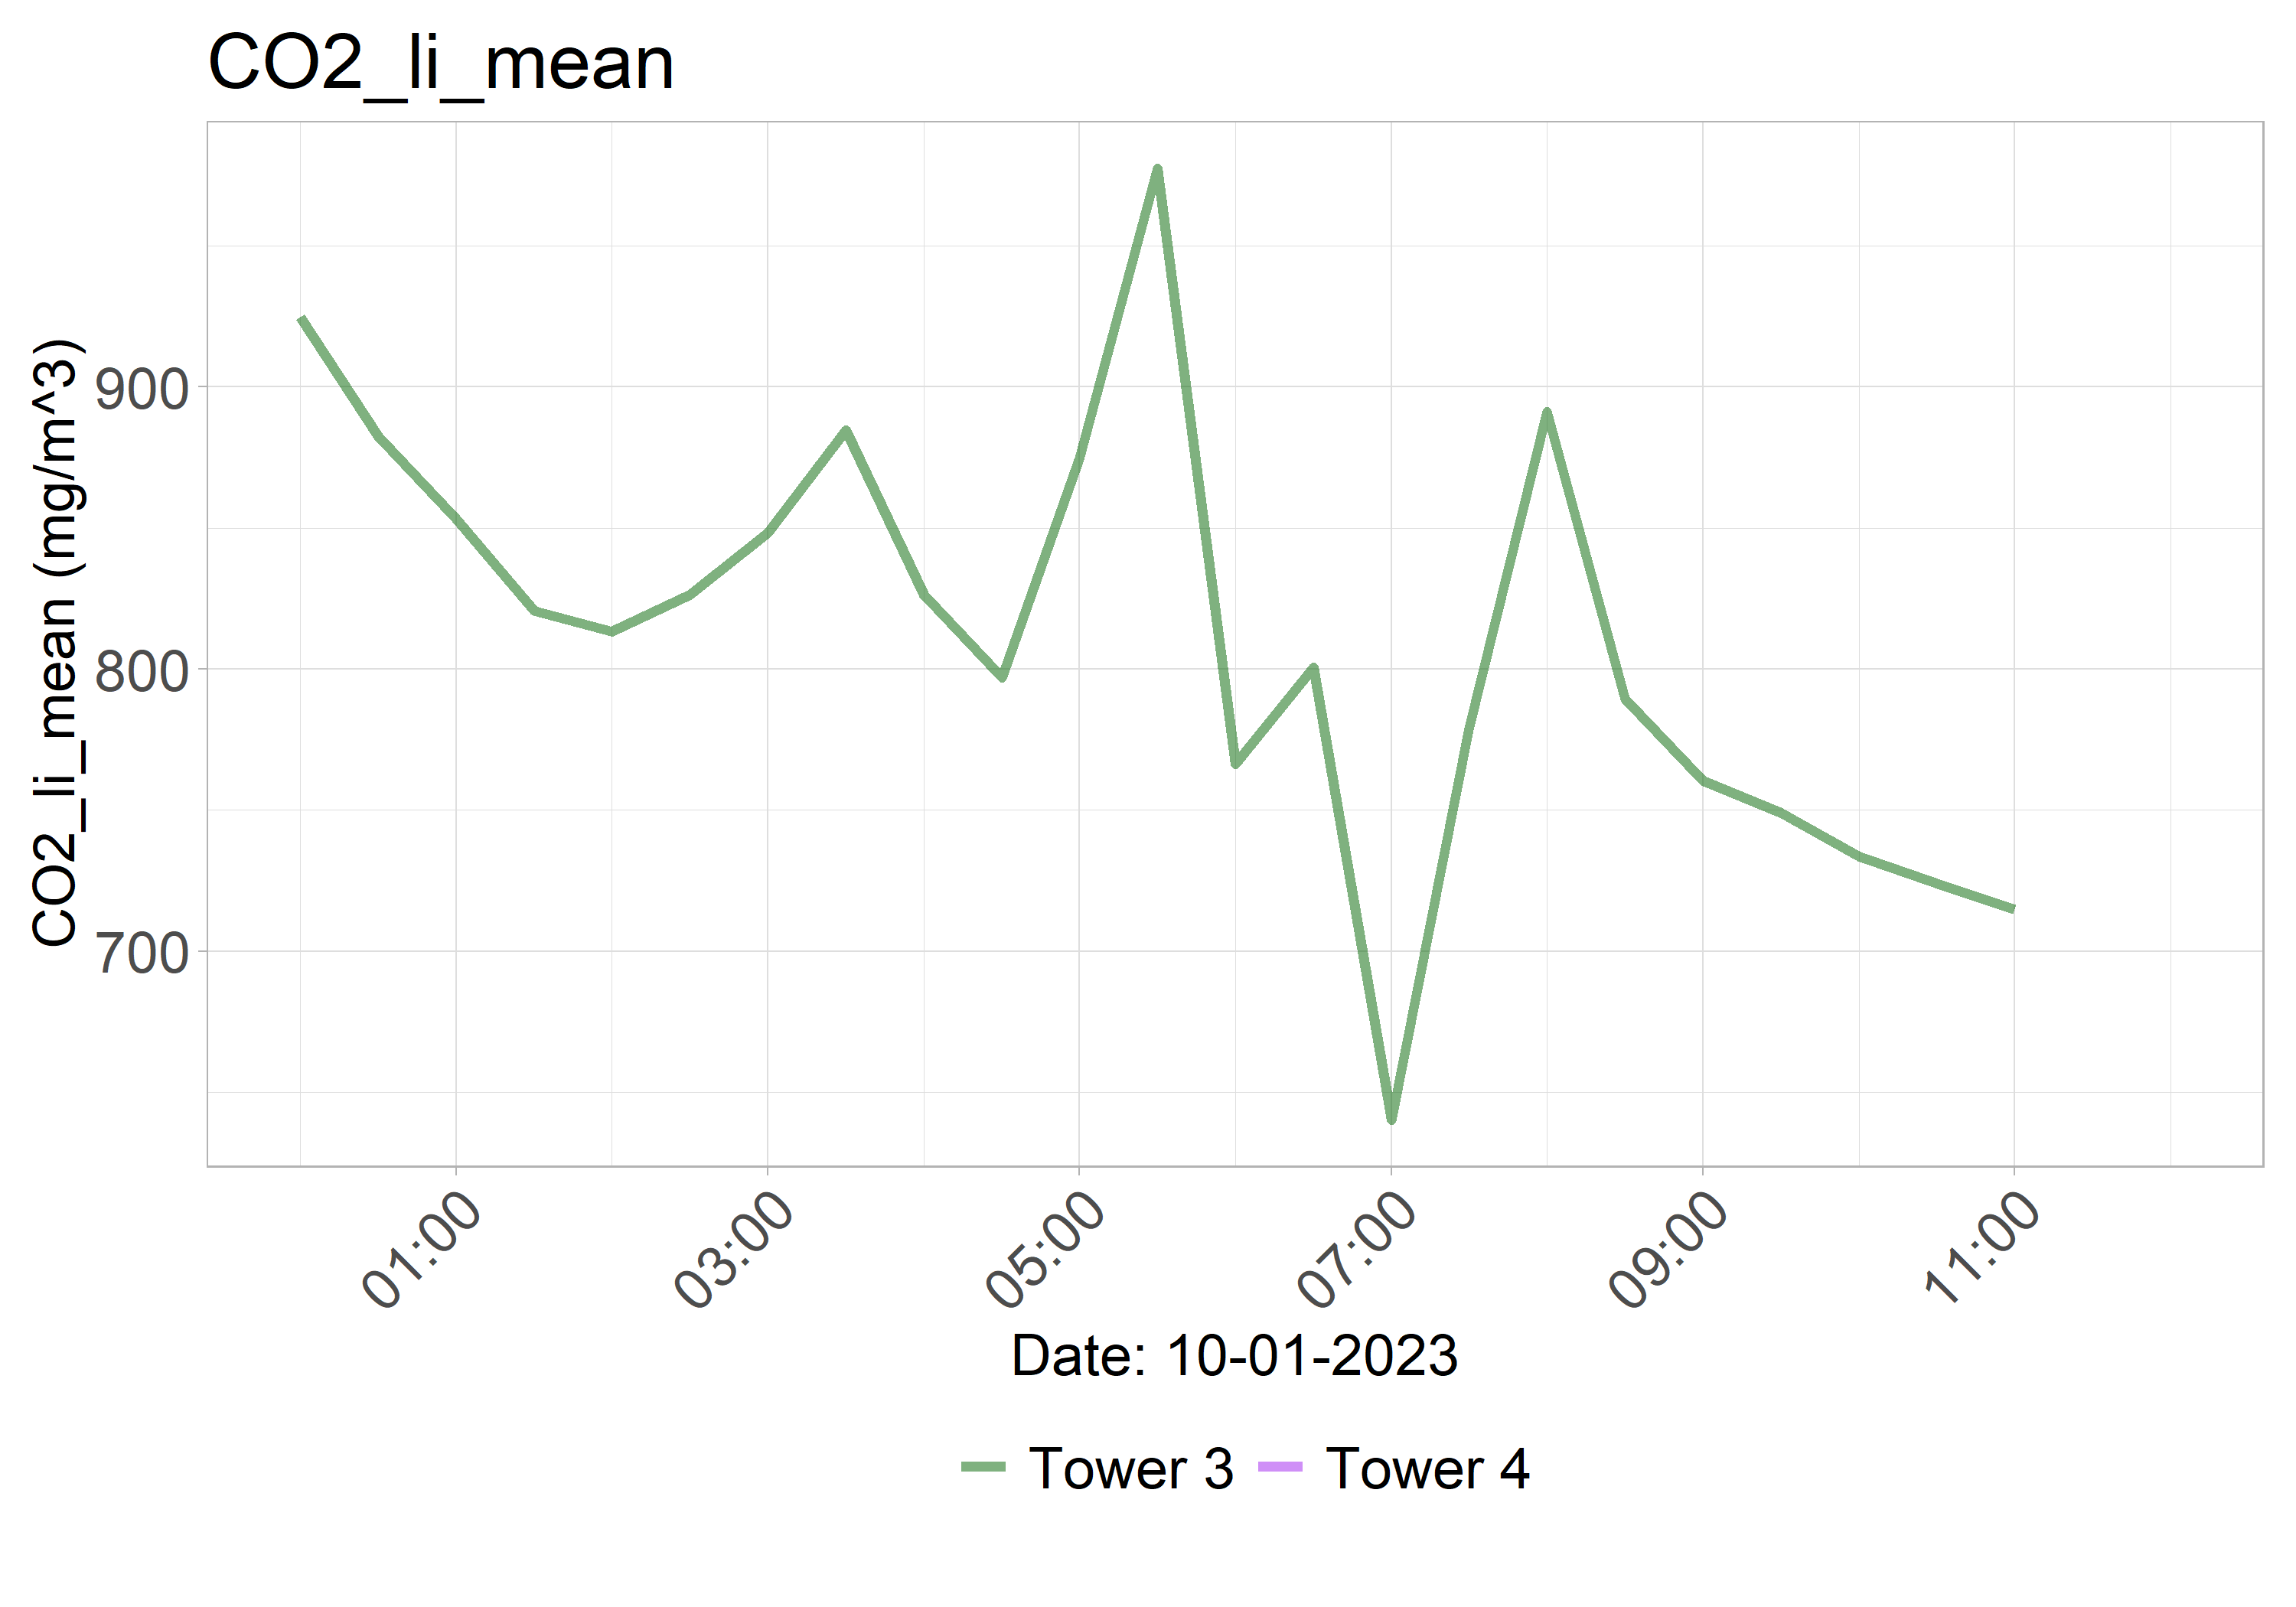 CO2_li_mean
CO2_li_mean (mg/m^3)
900
800
700
01:00 03:00 05:00 07:00 09:00 11:00
Date: 10-01-2023
Tower 3 Tower 4